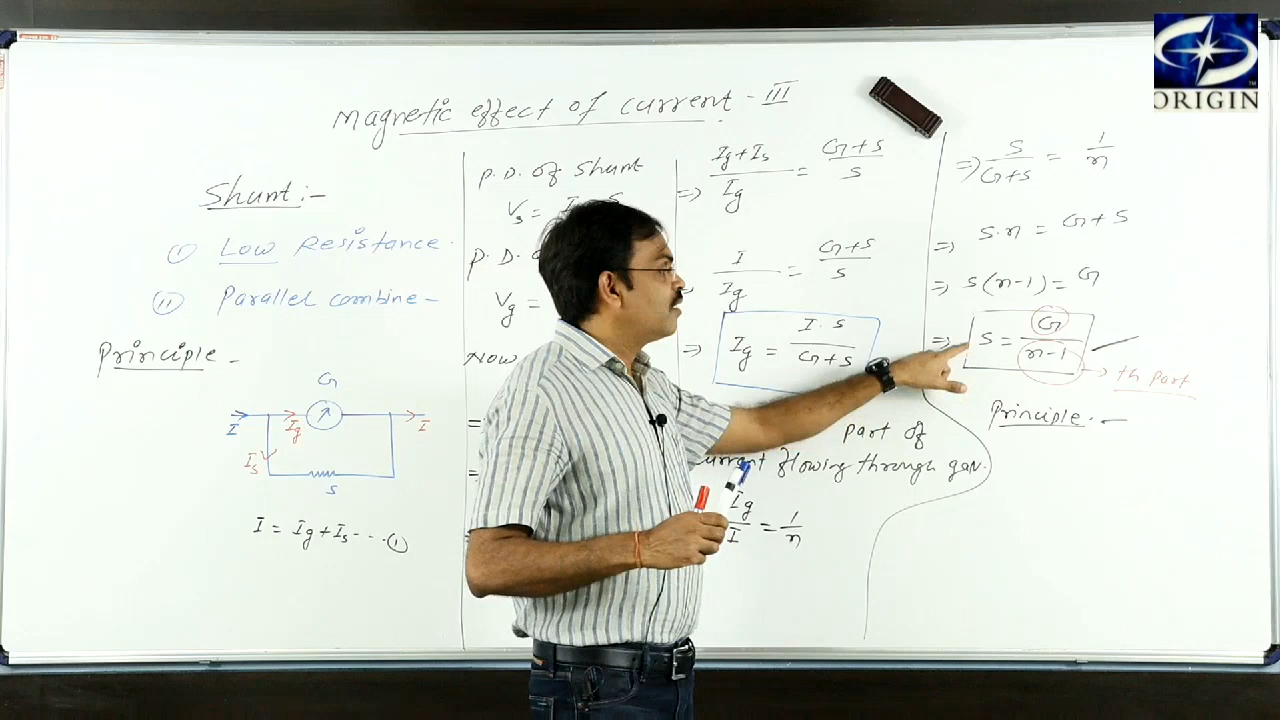 ORIGIN
Magnetic effect of I current - III
Shunt :-
(i) Low Resistance.
(ii) Parallel combine -
Principle -
G
I Ig I
Is
S
I = Ig + Is ---- (1)
P.D. of Shunt
Vs = I S
P.D. of
Vg =
Now
=
=
⇒ Ig+Is/Ig = G+S/S
I/Ig = G+S/S
⇒ Ig = I.S/G+S
part of
current flowing through gav.
Ig/I = 1/n
⇒ S/G+S = 1/n
⇒ S.n = G+S
⇒ S(n-1) = G
⇒ S = G/n-1
th part
Principle :-